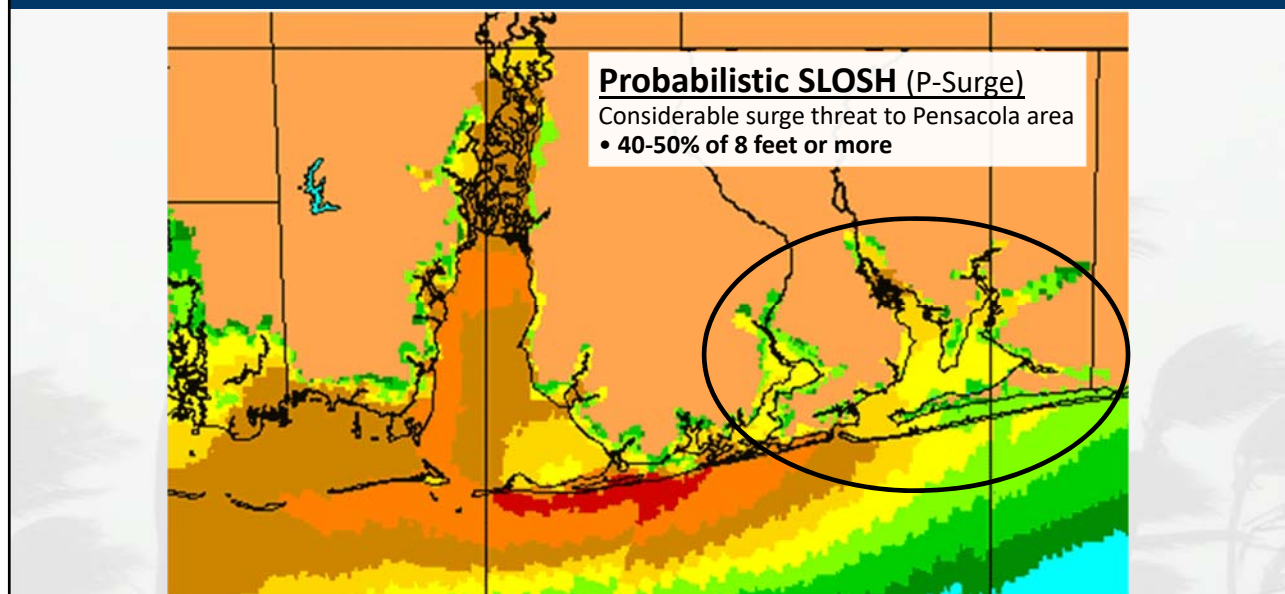 Probabilistic SLOSH (P-Surge)
Considerable surge threat to Pensacola area
• 40-50% of 8 feet or more